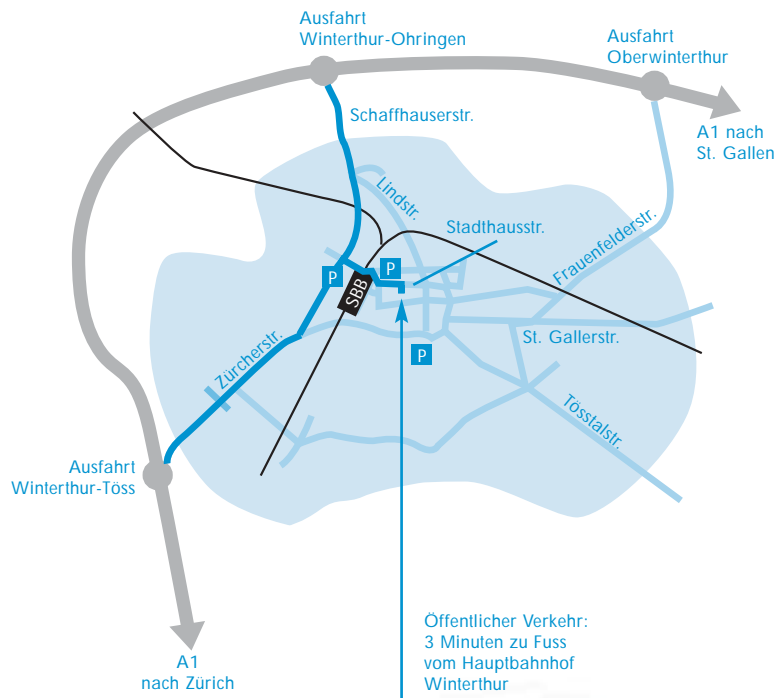 Ausfahrt
Winterthur-Ohringen
Ausfahrt
Oberwinterthur
Schaffhauserstr.
A1 nach
St. Gallen
Lindstr.
Stadthausstr.
Frauenfelderstr.
P
P
SBB
St. Gallerstr.
P
Zürcherstr.
Tösstalstr.
Ausfahrt
Winterthur-Töss
Öffentlicher Verkehr:
3 Minuten zu Fuss
vom Hauptbahnhof
Winterthur
A1
nach Zürich